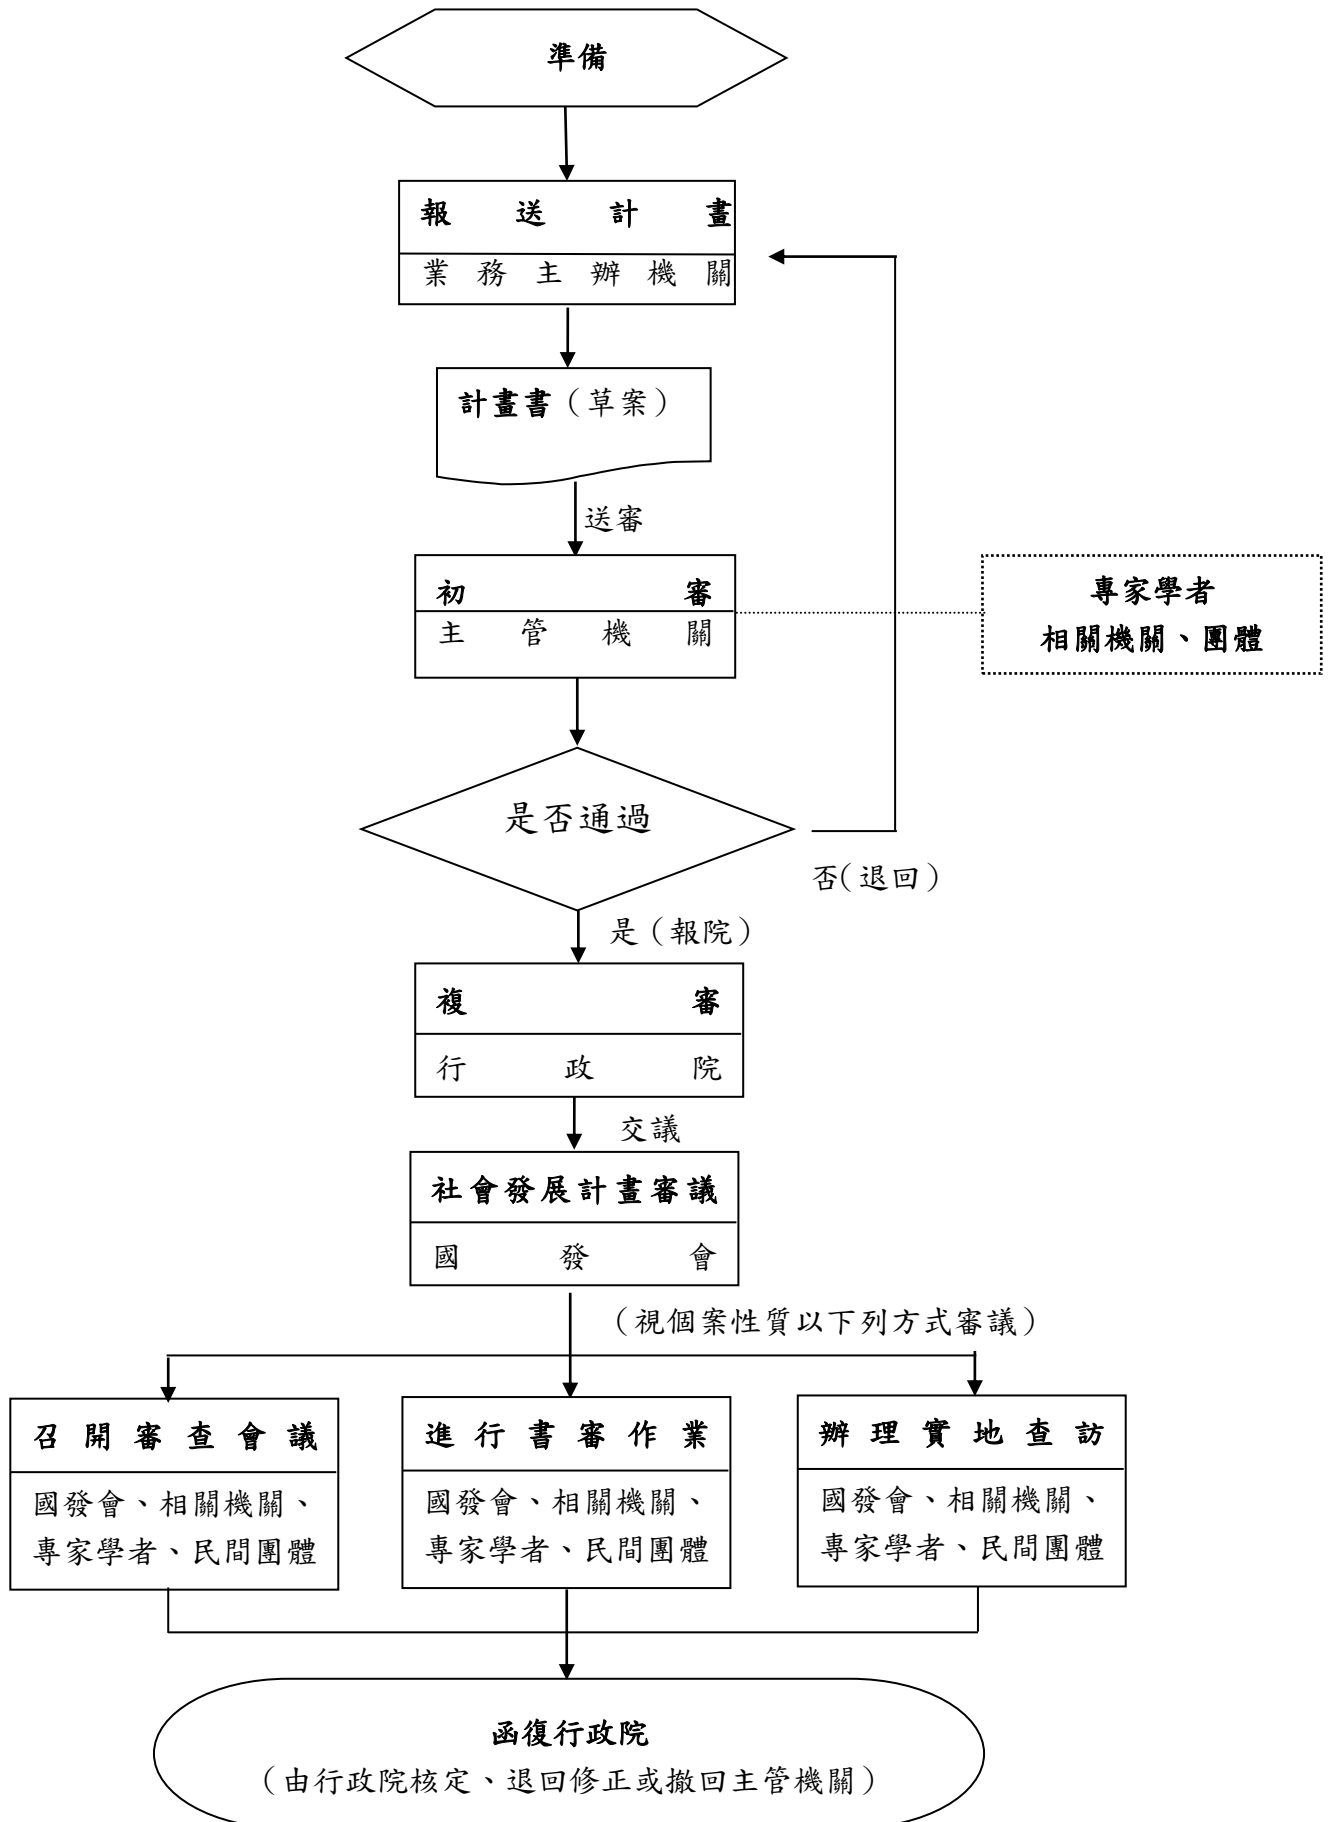 準備
報送計畫
業務主辦機關
計畫書（草案）
送審
初審
主管機關
專家學者
相關機關、團體
是否通過
否(退回）
是（報院）
複審
行政院
交議
社會發展計畫審議
國發會
（視個案性質以下列方式審議）
召開審查會議
國發會、相關機關、
專家學者、民間團體
進行書審作業
國發會、相關機關、
專家學者、民間團體
辦理實地查訪
國發會、相關機關、
專家學者、民間團體
函復行政院
（由行政院核定、退回修正或撤回主管機關）